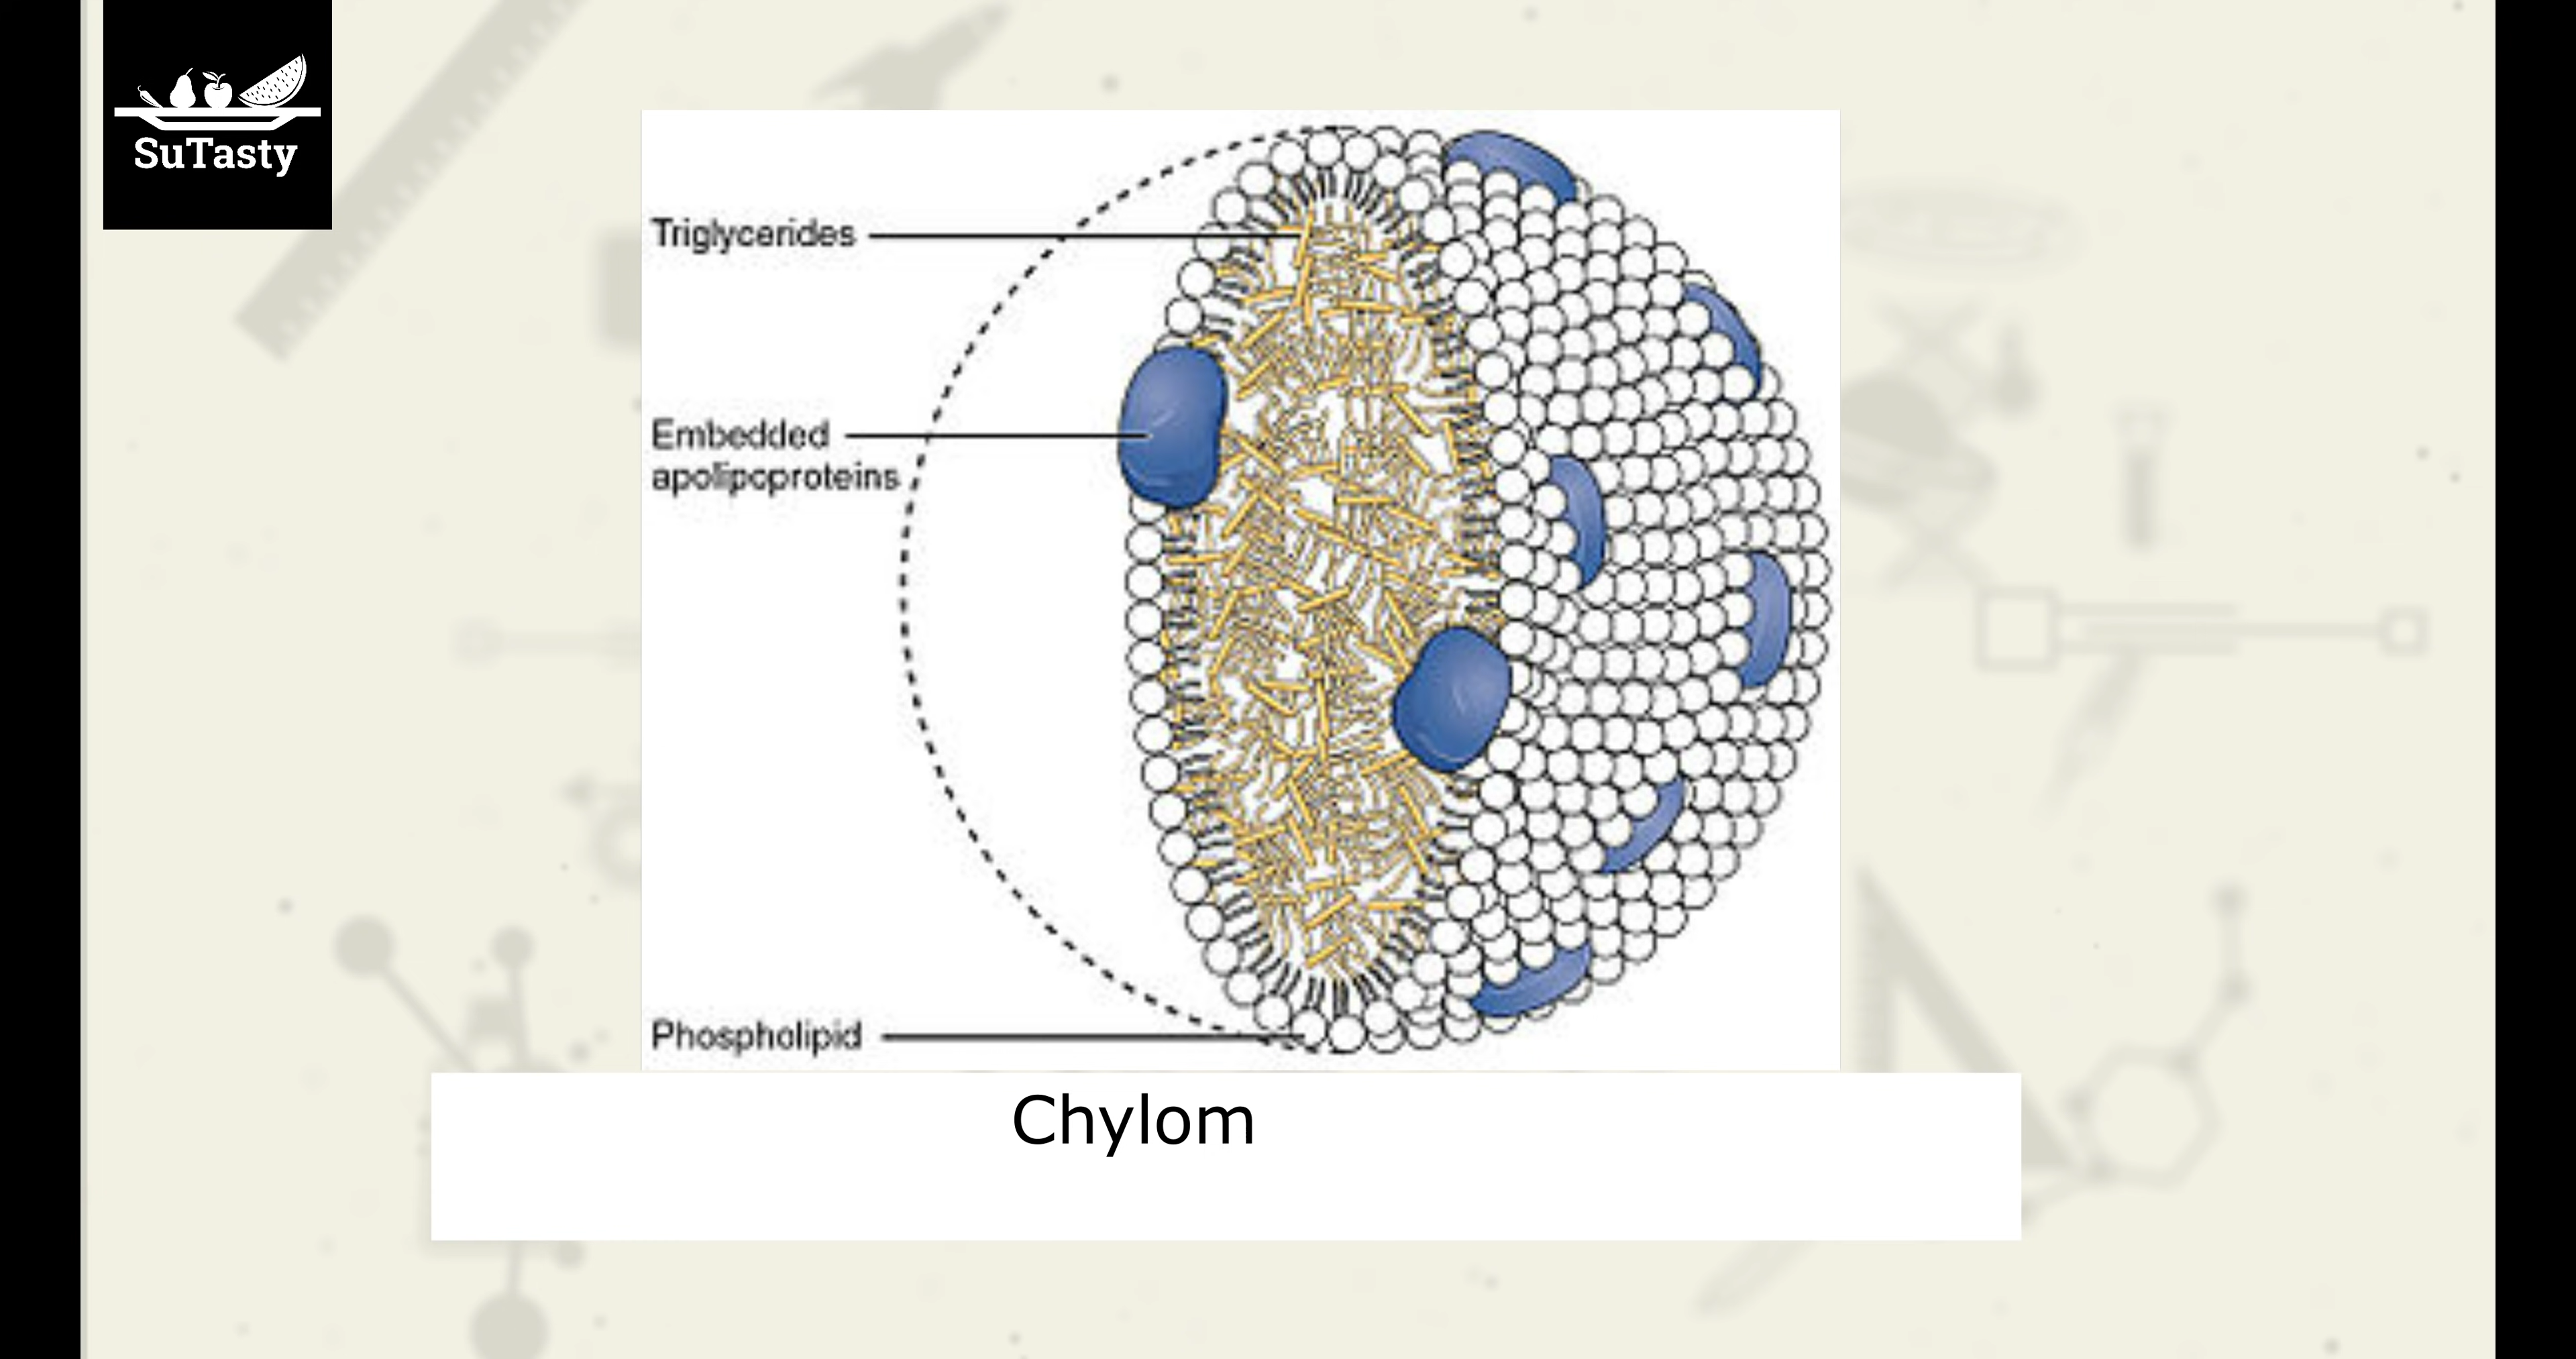 SuTasty
Triglycerides
Embedded
apolipoproteins
Phospholipid
Chylom